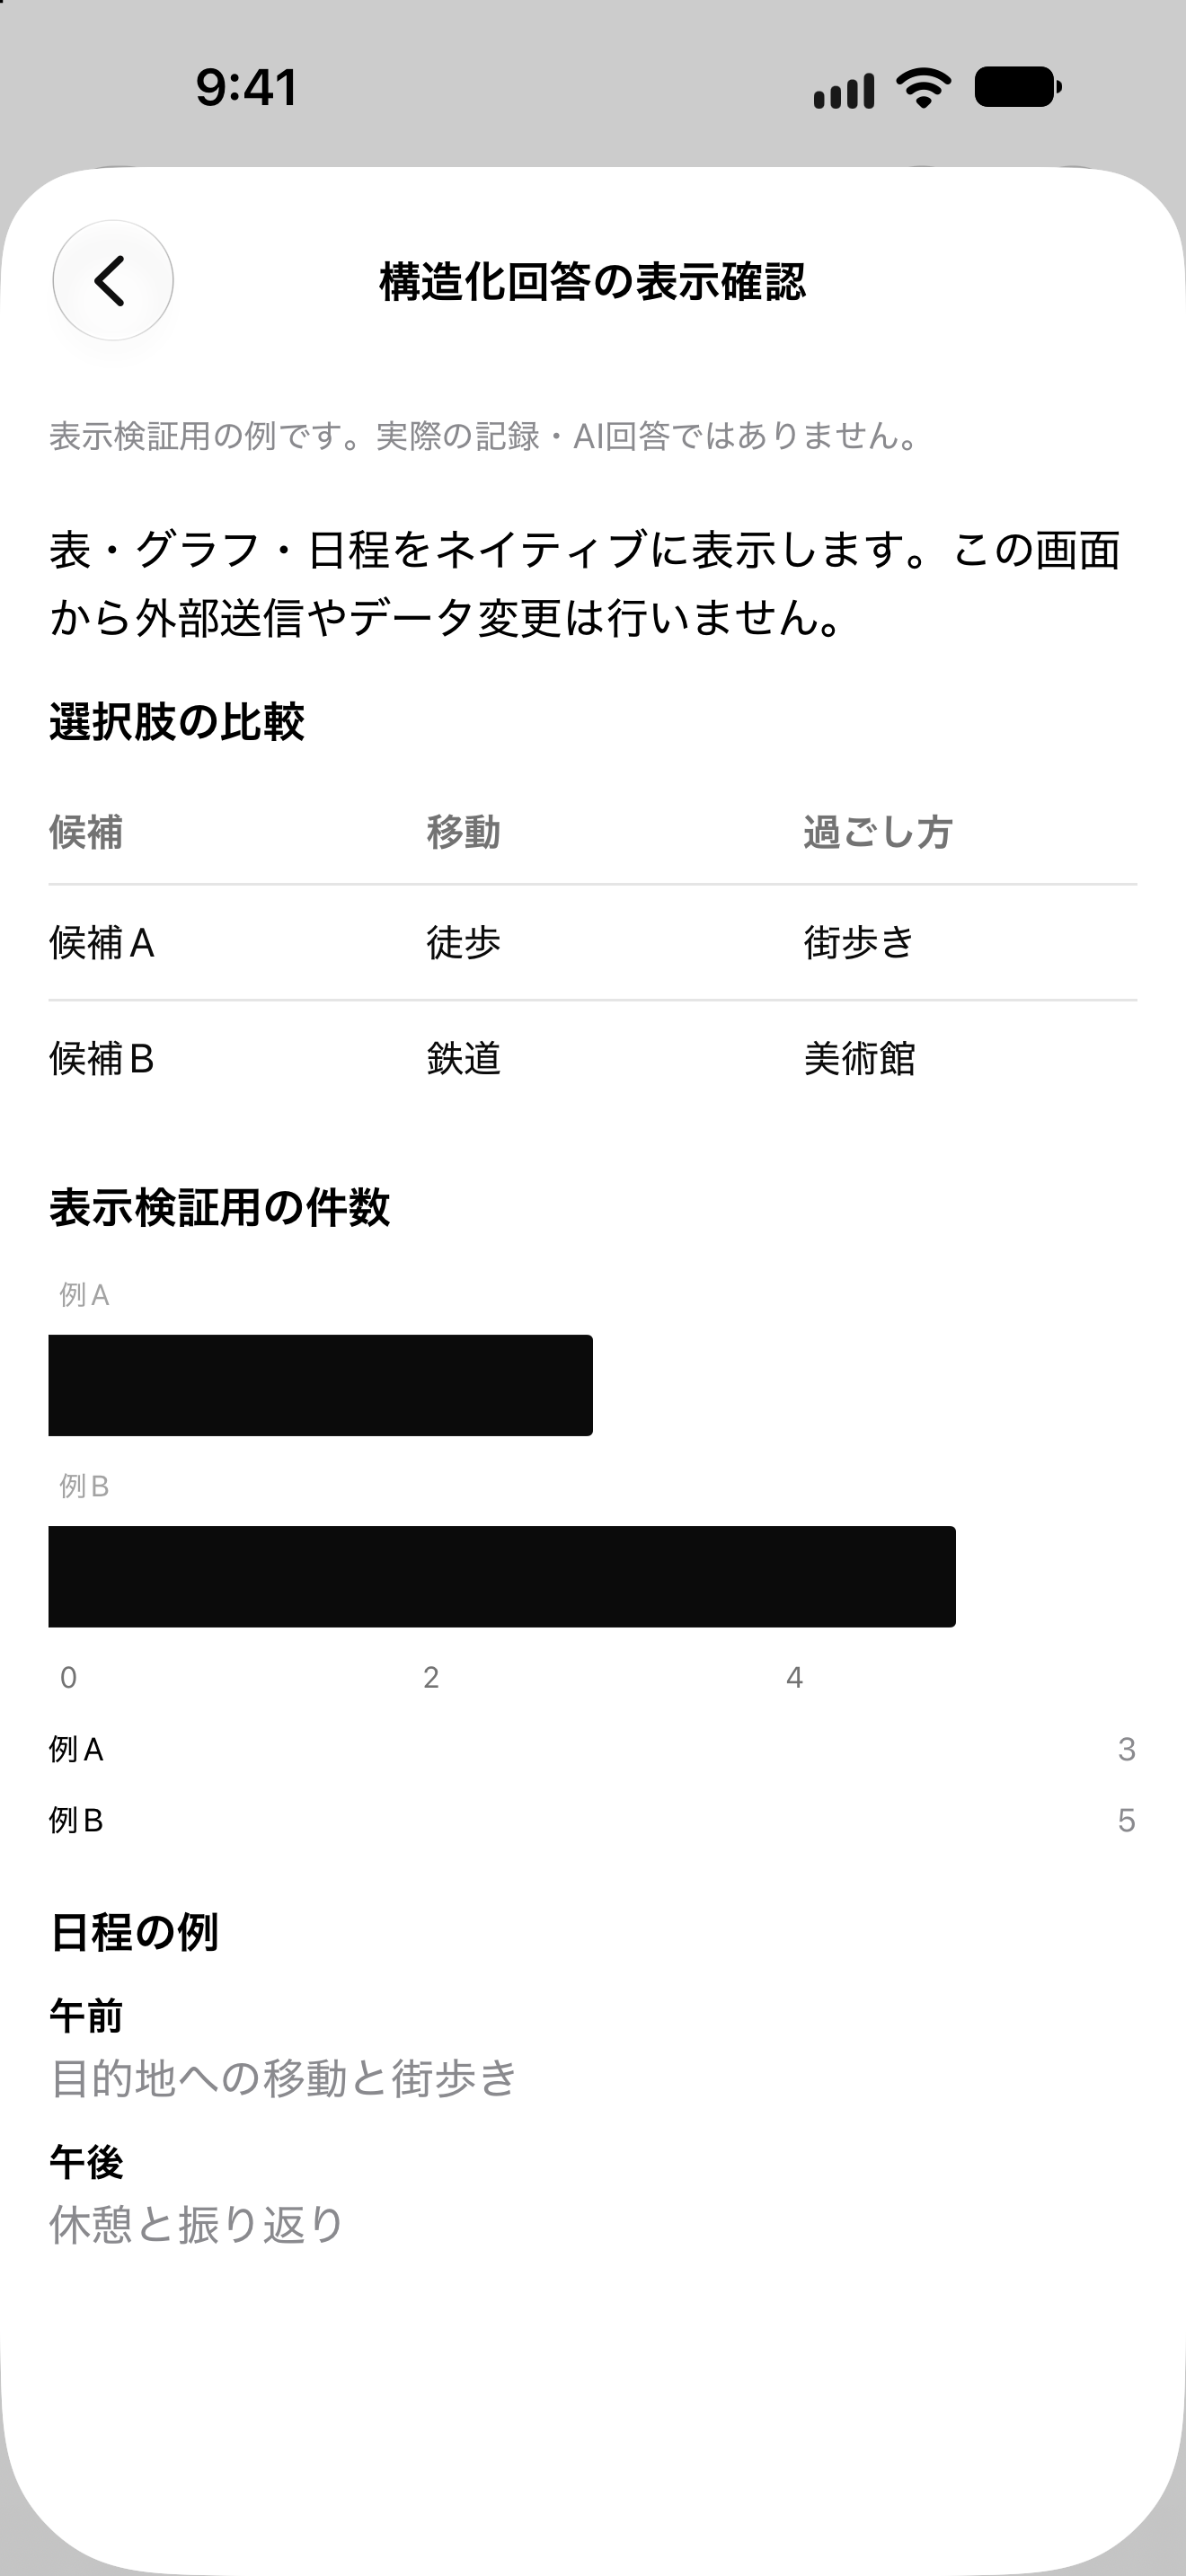 9:41
構造化回答の表示確認
表示検証用の例です。実際の記録・AI回答ではありません。
表・グラフ・日程をネイティブに表示します。この画面
から外部送信やデータ変更は行いません。
選択肢の比較
候補 移動 過ごし方
候補A 徒歩 街歩き
候補B 鉄道 美術館
表示検証用の件数
例A
例B
0 2 4
例A 3
例B 5
日程の例
午前
目的地への移動と街歩き
午後
休憩と振り返り